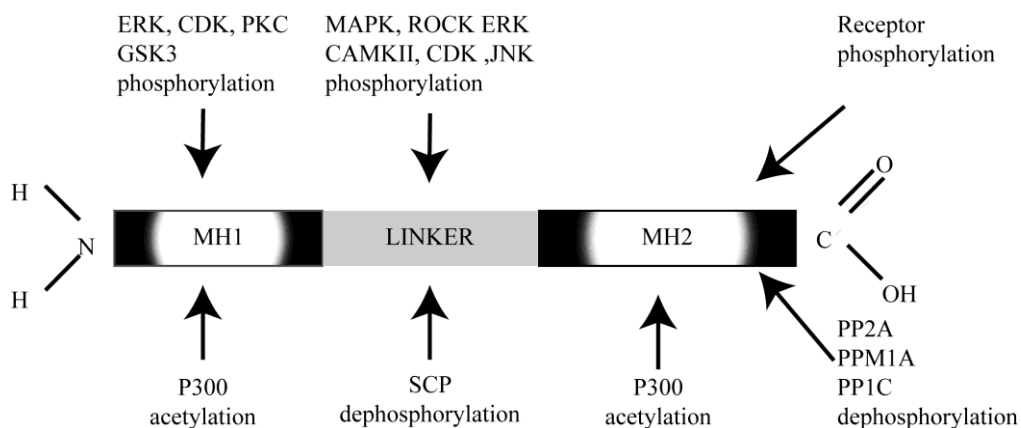 ERK, CDK, PKC
GSK3
phosphorylation
MAPK, ROCK ERK
CAMKII, CDK ,JNK
phosphorylation
Receptor
phosphorylation
H
N
H
MH1
LINKER
MH2
C
O
OH
P300
acetylation
SCP
dephosphorylation
P300
acetylation
PP2A
PPM1A
PP1C
dephosphorylation